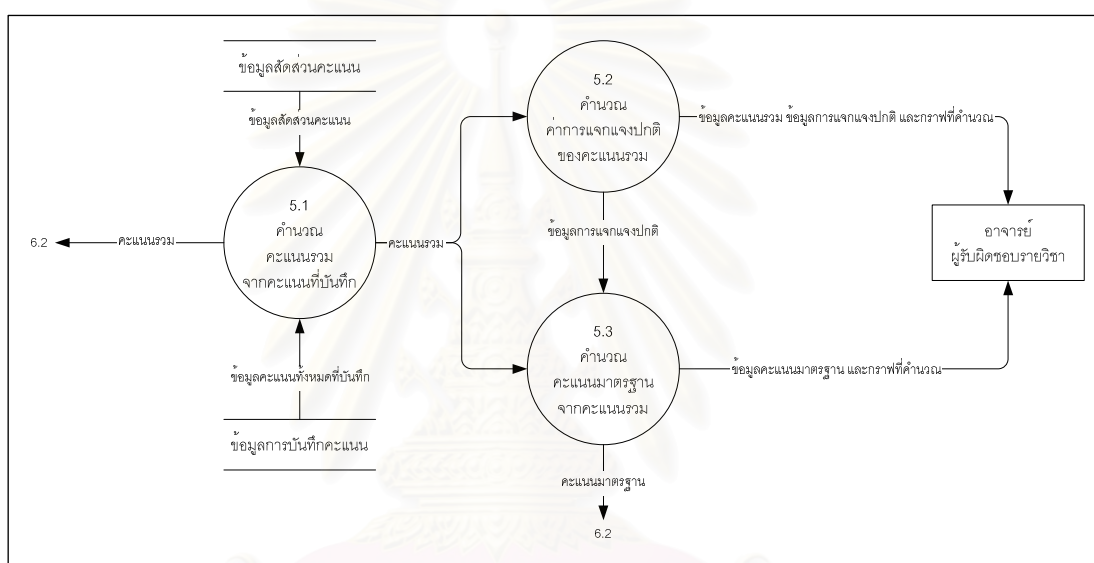 ข้อมูลสัดส่วนคะแนน
ข้อมูลสัดส่วนคะแนน
5.1
คำนวณ
คะแนนรวม
จากคะแนนที่บันทึก
6.2
คะแนนรวม
ข้อมูลคะแนนทั้งหมดที่บันทึก
ข้อมูลการบันทึกคะแนน
คะแนนรวม
5.2
คำนวณ
ค่าการแจกแจงปกติ
ของคะแนนรวม
ข้อมูลคะแนนรวม ข้อมูลการแจกแจงปกติ และกราฟที่คำนวณ
ข้อมูลการแจกแจงปกติ
5.3
คำนวณ
คะแนนมาตรฐาน
จากคะแนนรวม
ข้อมูลคะแนนมาตรฐาน และกราฟที่คำนวณ
คะแนนมาตรฐาน
6.2
อาจารย์
ผู้รับผิดชอบรายวิชา